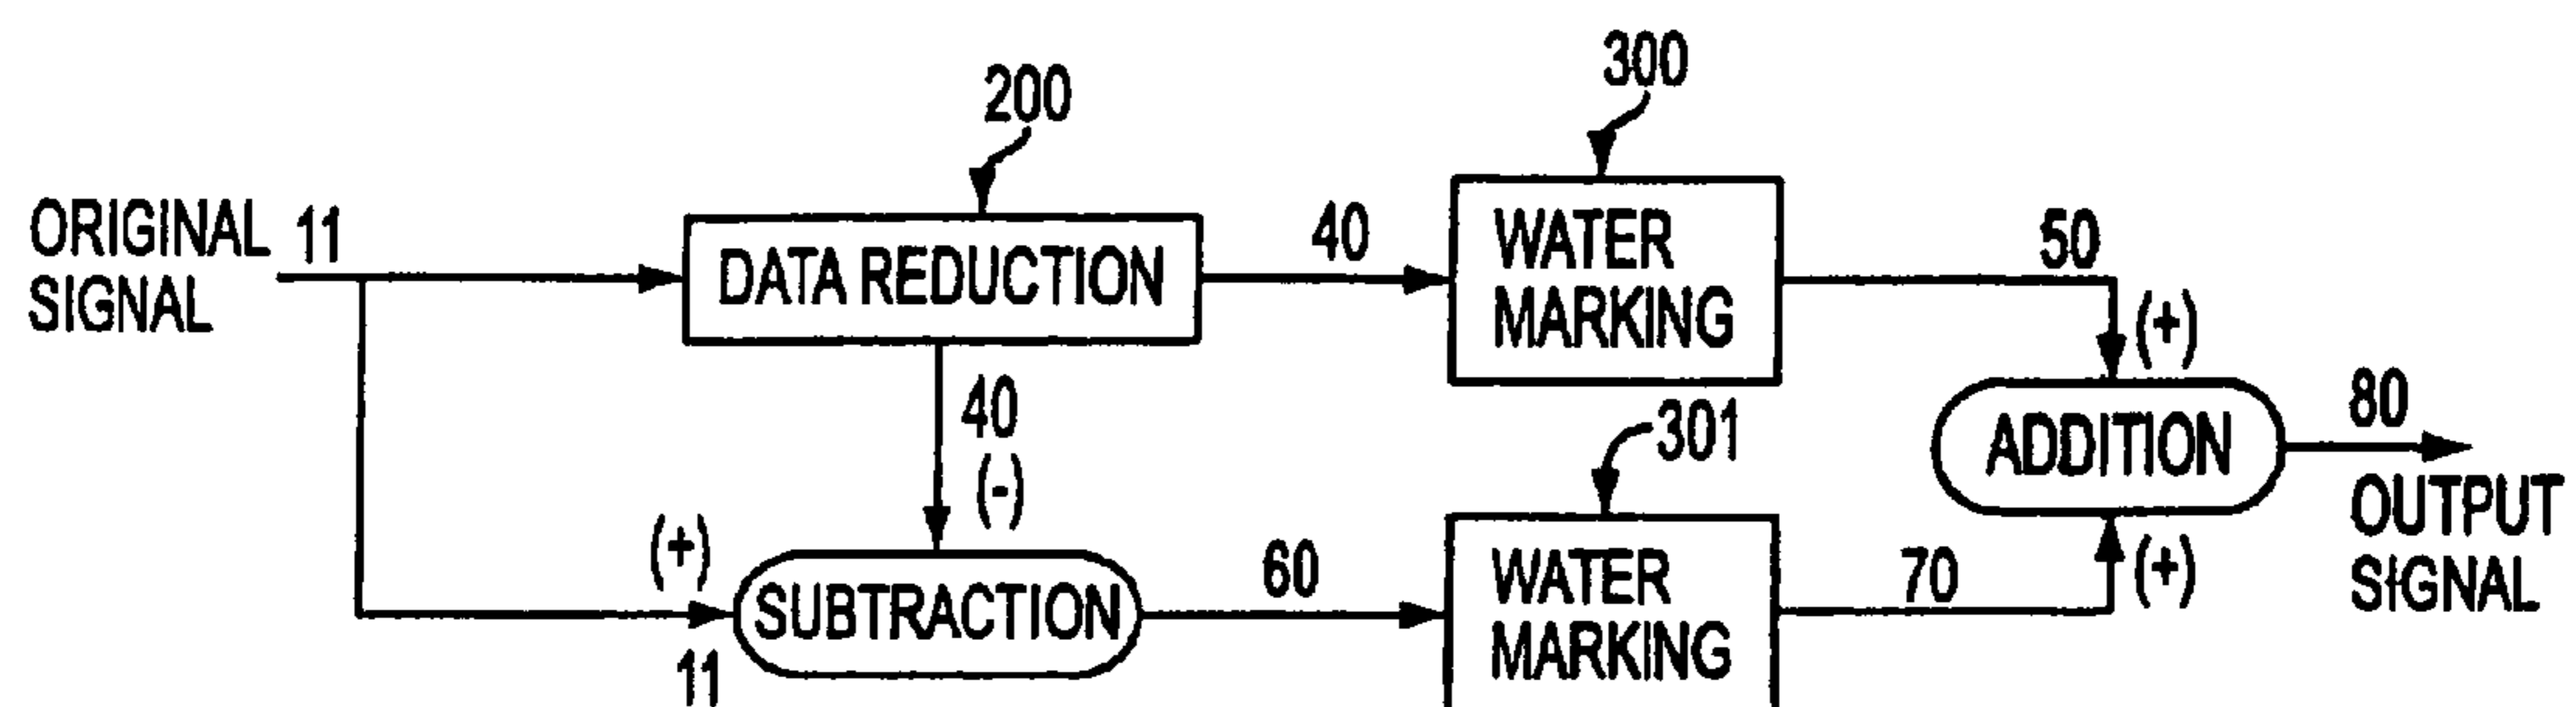 300
200
ORIGINAL
SIGNAL
11
DATA REDUCTION
40
WATER
MARKING
50
(+)
40
(-)
301
ADDITION
80
OUTPUT
SIGNAL
(+)
SUBTRACTION
11
60
WATER
MARKING
70
(+)